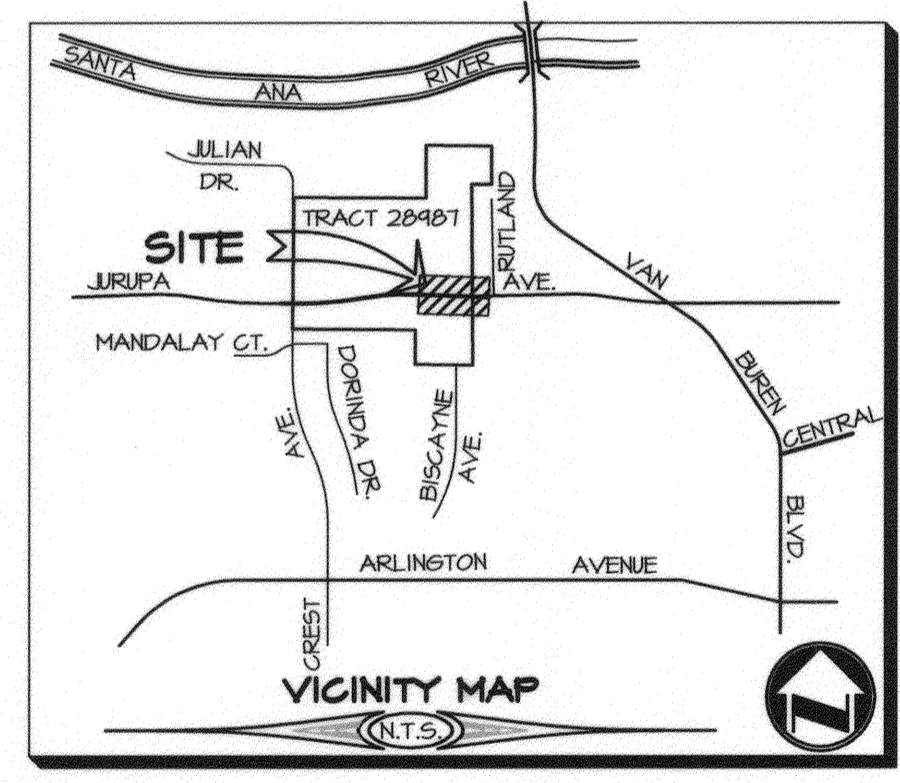 SANTA ANA RIVER
JULIAN
DR.
TRACT 28987
RUTLAND
AVE.
SITE
JURUPA
VAN
BUREN
BLVD.
MANDALAY CT.
DORINDA DR.
BISCAYNE
AVE.
AVE.
CREST
CENTRAL
ARLINGTON AVENUE
VICINITY MAP
N.T.S.
N